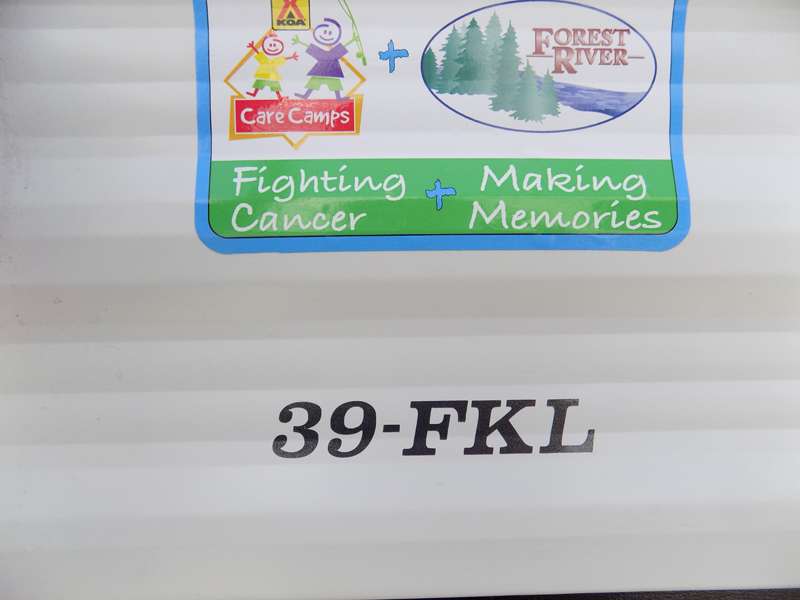 KOA
Care Camps
+
FOREST
RIVER
Fighting
Cancer
+
Making
Memories
39-FKL